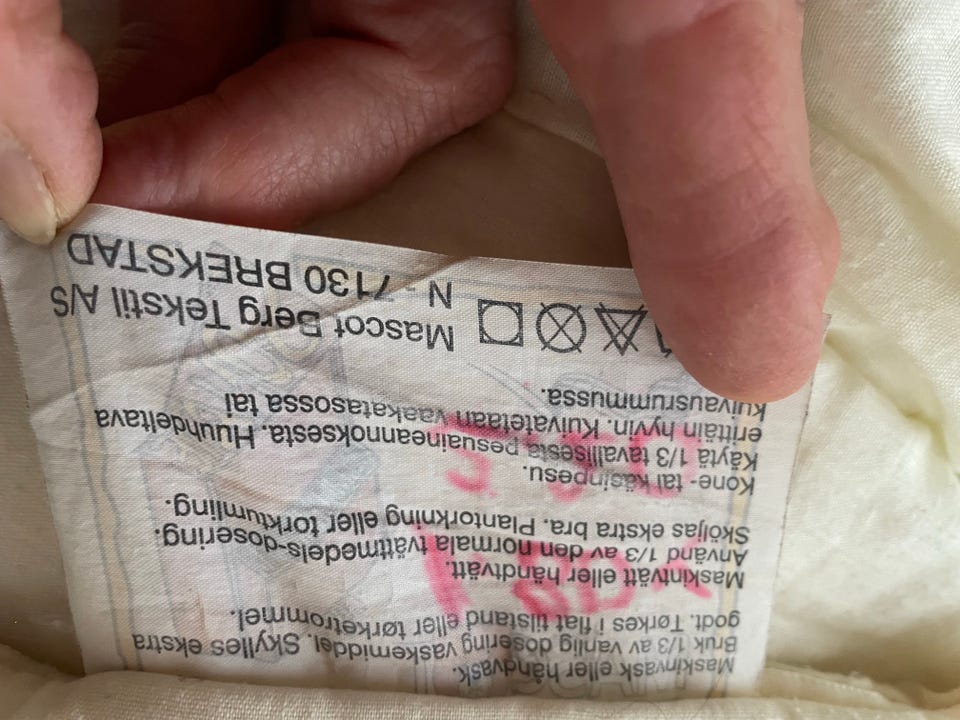 Maskinvask eller håndvask.
Bruk 1/3 av vanlig dosering vaskemiddel. Skylles ekstra
godt. Tørkes i flat tilstand eller tørketrommel.
Maskintvätt eller händtvätt.
Använd 1/3 av den normala tvättmedels-dosering.
Sköljas ekstra bra. Plantorkning eller torktumling.
Kone- tai käsinpesu.
Käytä 1/3 tavallisesta pesuaineannoksesta. Huuhdeltava
erittäin hyvin. Kuivatetaan vaakatasossa tai
kuivausrummussa.
Mascot Berg Tekstil A/S
N - 7130 BREKSTAD